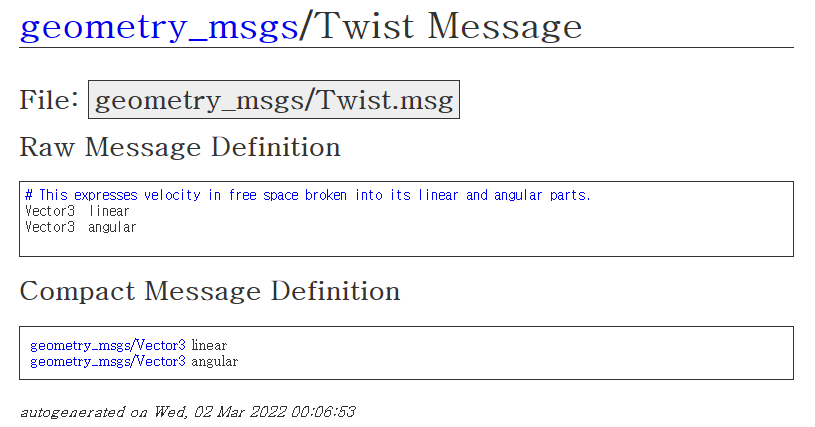 geometry_msgs/Twist Message
File: geometry_msgs/Twist.msg
Raw Message Definition
# This expresses velocity in free space broken into its linear and angular parts.
Vector3  linear
Vector3  angular
Compact Message Definition
geometry_msgs/Vector3 linear
geometry_msgs/Vector3 angular
autogenerated on Wed, 02 Mar 2022 00:06:53